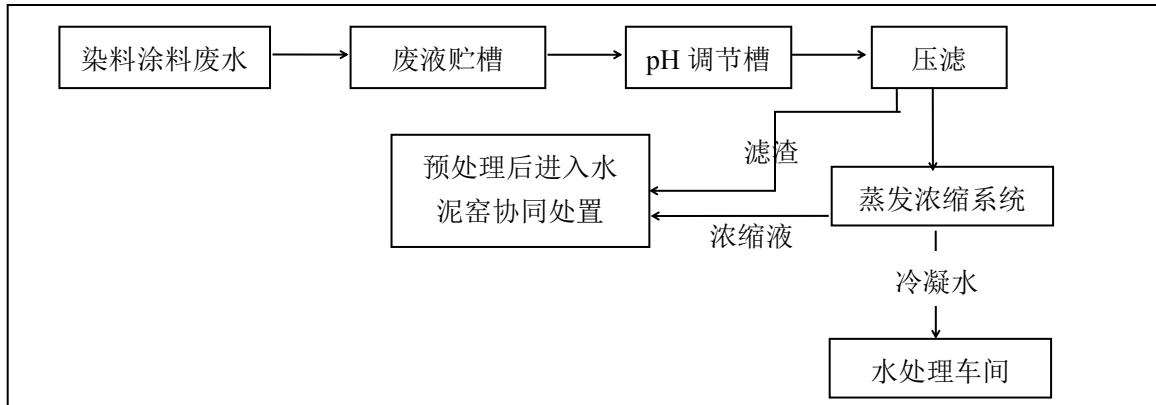 染料涂料废水
废液贮槽
pH 调节槽
压滤
滤渣
预处理后进入水
泥窑协同处置
蒸发浓缩系统
浓缩液
冷凝水
水处理车间